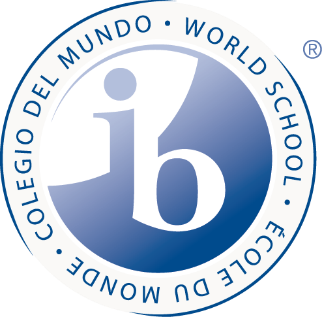 COLEGIO DEL MUNDO · WORLD SCHOOL · ÉCOLE DU MONDE ·
ib
®